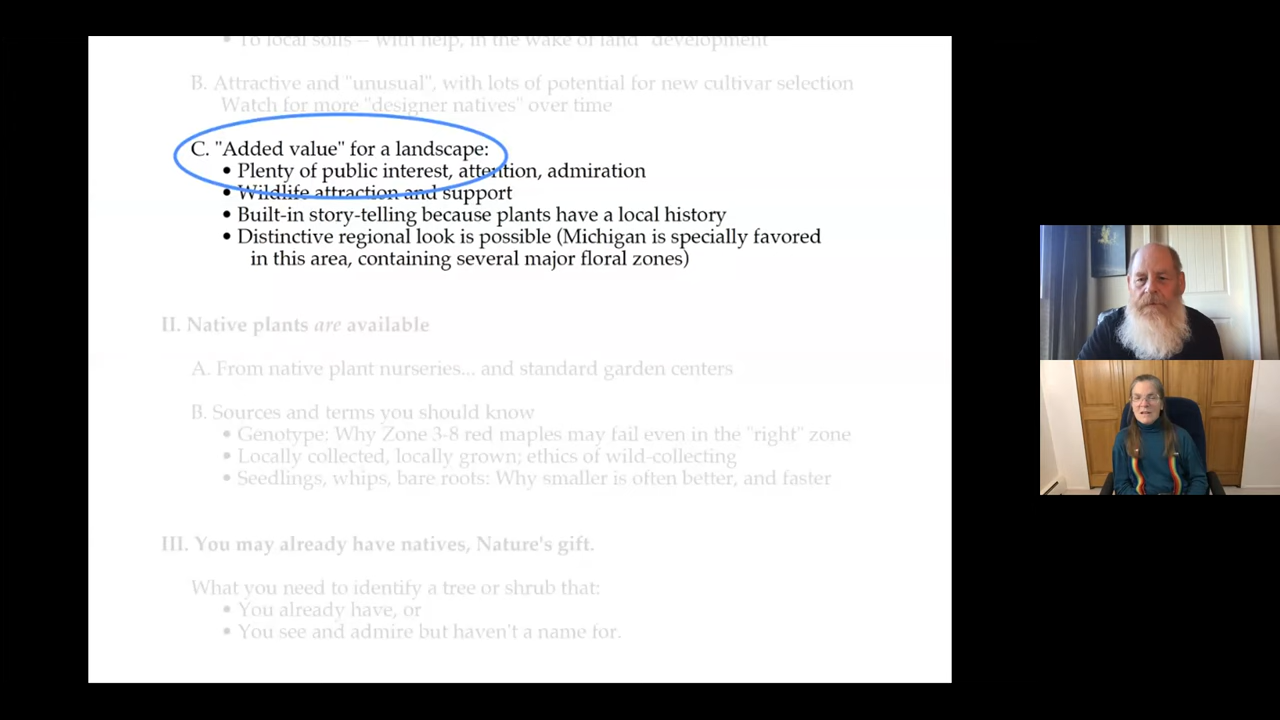 • To local soils -- with help, in the wake of land "development"
B. Attractive and "unusual", with lots of potential for new cultivar selection
Watch for more "designer natives" over time
C. "Added value" for a landscape:
• Plenty of public interest, attention, admiration
• Wildlife attraction and support
• Built-in story-telling because plants have a local history
• Distinctive regional look is possible (Michigan is specially favored
in this area, containing several major floral zones)
II. Native plants are available
A. From native plant nurseries... and standard garden centers
B. Sources and terms you should know
• Genotype: Why Zone 3-8 red maples may fail even in the "right" zone
• Locally collected, locally grown; ethics of wild-collecting
• Seedlings, whips, bare roots: Why smaller is often better, and faster
III. You may already have natives, Nature's gift.
What you need to identify a tree or shrub that:
• You already have, or
• You see and admire but haven't a name for.